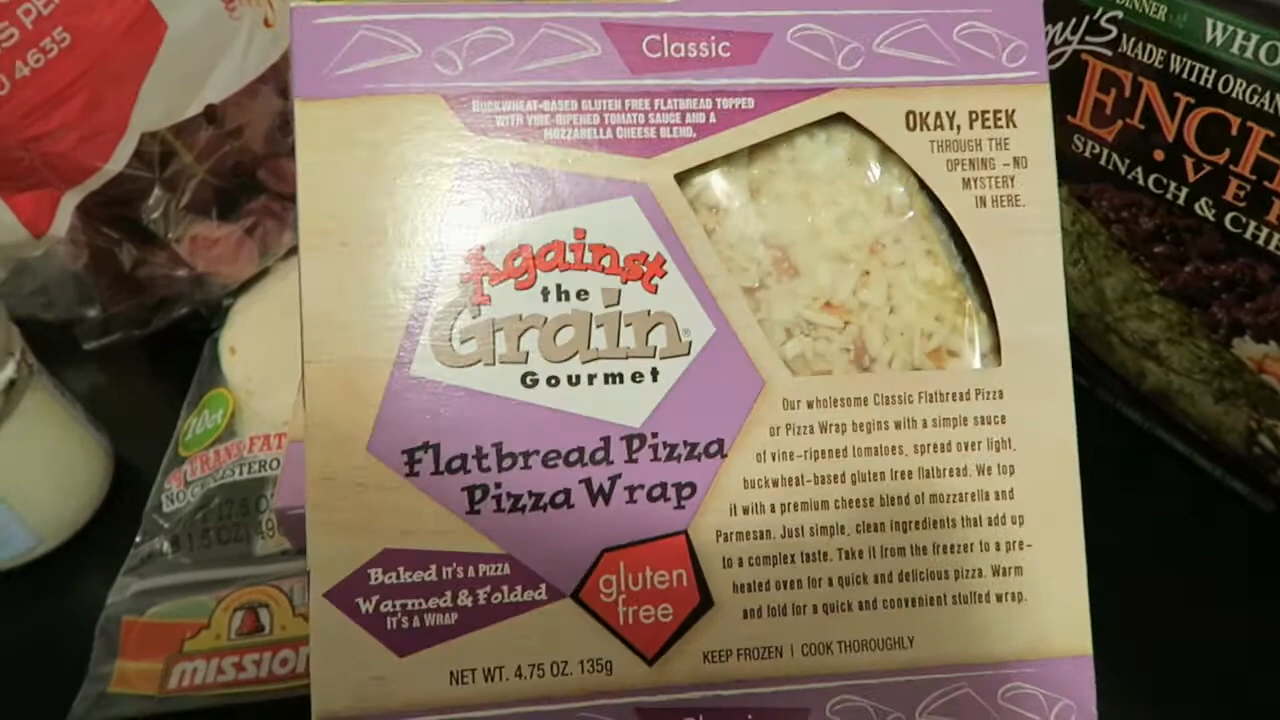 4635
Classic
BUCKWHEAT-BASED GLUTEN FREE FLATBREAD TOPPED
WITH VINE-RIPENED TOMATO SAUCE AND A
MOZZARELLA CHEESE BLEND.
OKAY, PEEK
THROUGH THE
OPENING – NO
MYSTERY
IN HERE.
Against
the
Grain®
Gourmet
Flatbread Pizza
Pizza Wrap
Baked IT'S A PIZZA
Warmed & Folded
IT'S A WRAP
gluten
free
NET WT. 4.75 OZ. 135g
Our wholesome Classic Flatbread Pizza
or Pizza Wrap begins with a simple sauce
of vine-ripened tomatoes, spread over light,
buckwheat-based gluten free flatbread. We top
it with a premium cheese blend of mozzarella and
Parmesan. Just simple, clean ingredients that add up
to a complex taste. Take it from the freezer to a pre-
heated oven for a quick and delicious pizza. Warm
and fold for a quick and convenient stuffed wrap.
KEEP FROZEN | COOK THOROUGHLY
10ct
TRANS FAT
NO
MISSION
DINNER
WHO
my's
MADE WITH ORGAN
ENCH
VE
SPINACH & CHE